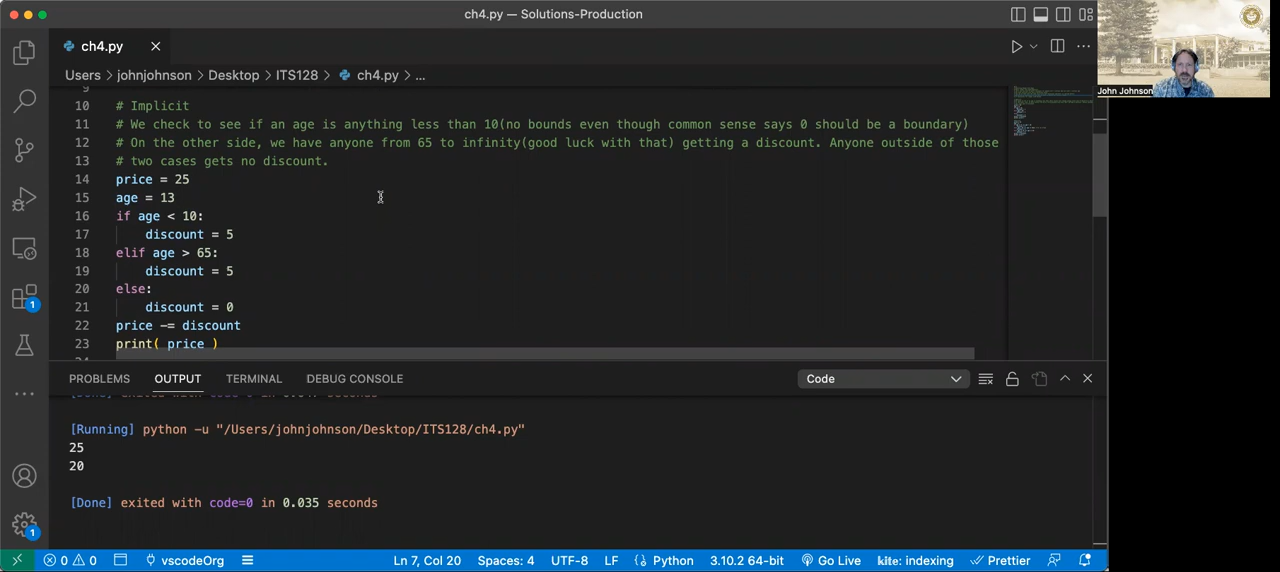 ch4.py — Solutions-Production
ch4.py
Users > johnjohnson > Desktop > ITS128 > ch4.py > ...
John Johnson
9
10 # Implicit
11 # We check to see if an age is anything less than 10(no bounds even though common sense says 0 should be a boundary)
12 # On the other side, we have anyone from 65 to infinity(good luck with that) getting a discount. Anyone outside of those
13 # two cases gets no discount.
14 price = 25
15 age = 13
16 if age < 10:
17 discount = 5
18 elif age > 65:
19 discount = 5
20 else:
21 discount = 0
22 price -= discount
23 print( price )
24
PROBLEMS OUTPUT TERMINAL DEBUG CONSOLE Code
[Running] python -u "/Users/johnjohnson/Desktop/ITS128/ch4.py"
25
20
[Done] exited with code=0 in 0.035 seconds
1
1
0 0 vscodeOrg Ln 7, Col 20 Spaces: 4 UTF-8 LF Python 3.10.2 64-bit Go Live kite: indexing Prettier